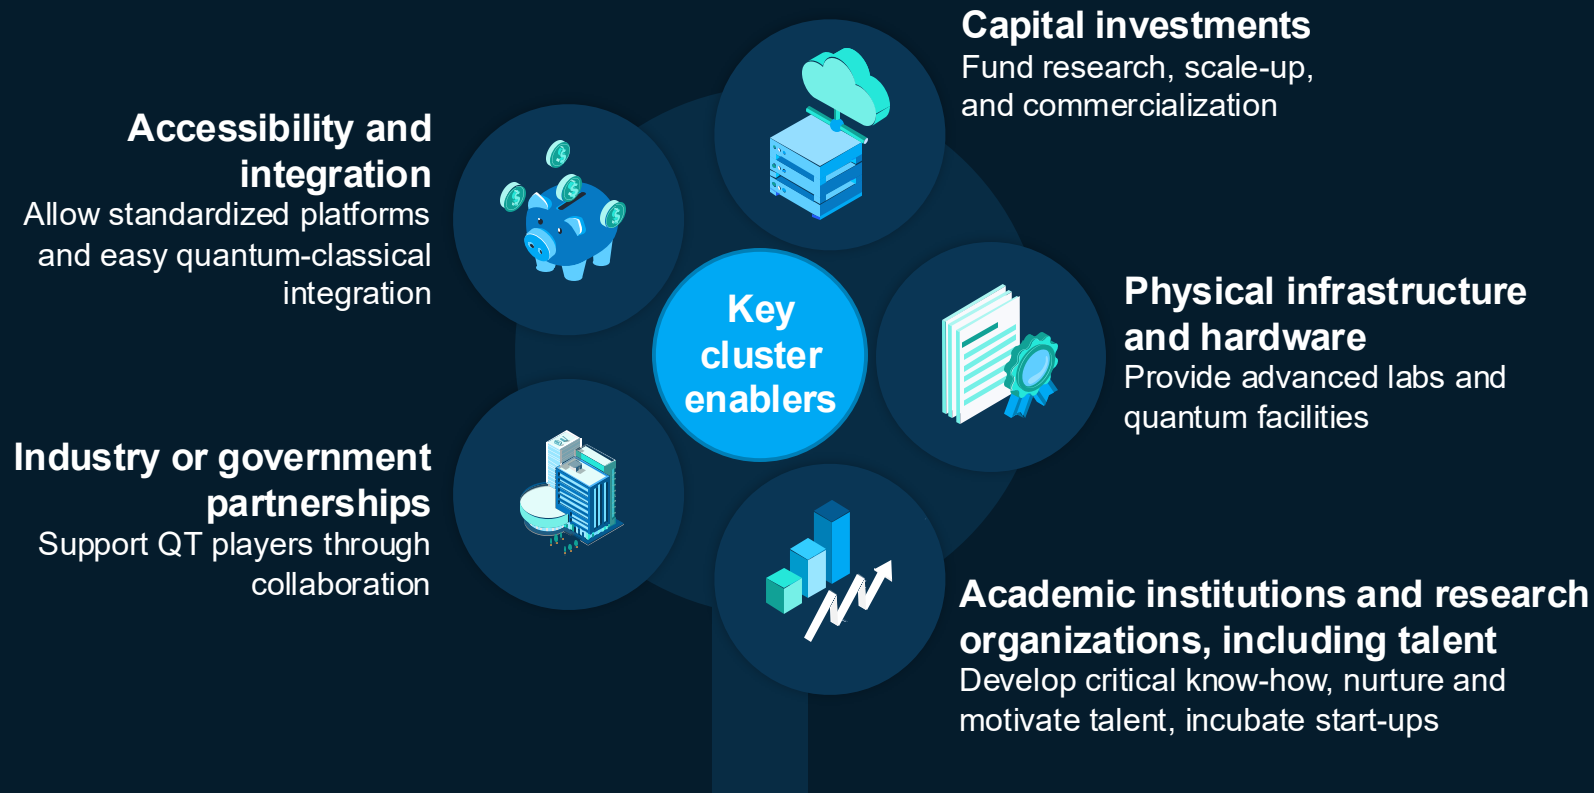 Capital investments
Fund research, scale-up,
and commercialization
Accessibility and
integration
Allow standardized platforms
and easy quantum-classical
integration
Key
cluster
enablers
Physical infrastructure
and hardware
Provide advanced labs and
quantum facilities
Industry or government
partnerships
Support QT players through
collaboration
Academic institutions and research
organizations, including talent
Develop critical know-how, nurture and
motivate talent, incubate start-ups